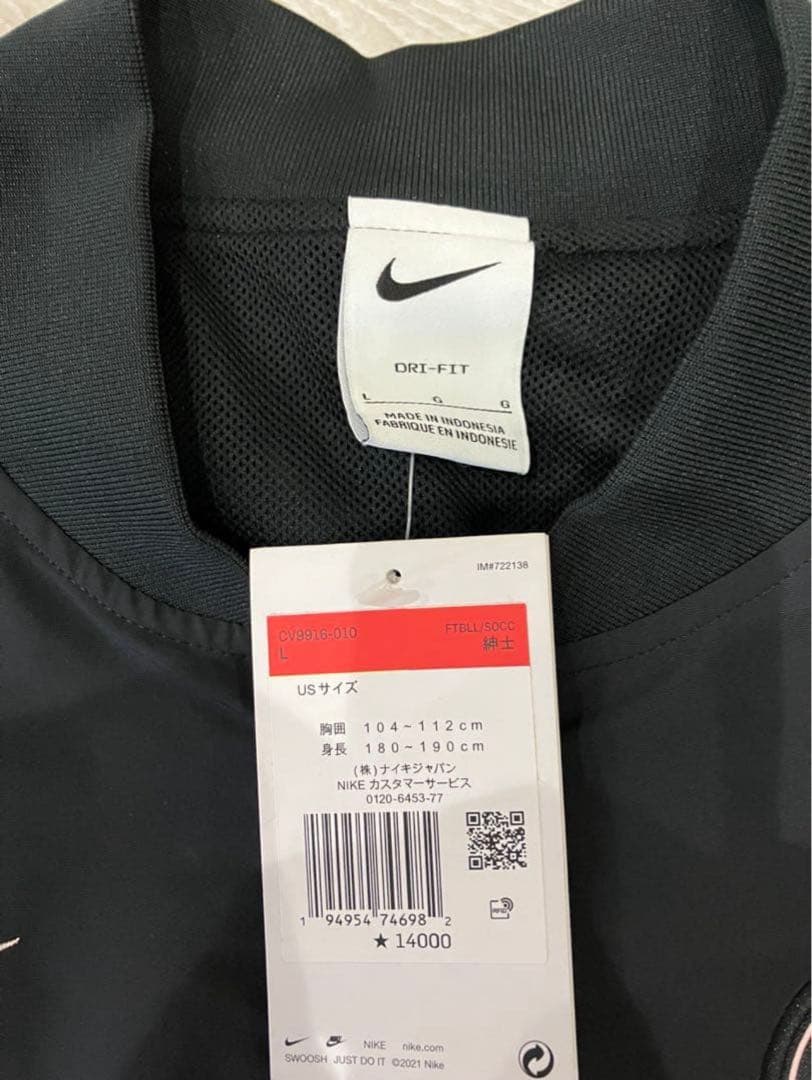 DRI-FIT
L G G
MADE IN INDONESIA
FABRIQUE EN INDONESIE
IM#722138
CV9916-010 FTBLL/SOCC
L 紳士
USサイズ
胸囲 104~112cm
身長 180~190cm
(株)ナイキジャパン
NIKE カスタマーサービス
0120-6453-77
1 94954 74698 2
★14000
NIKE nike.com
SWOOSH JUST DO IT ©2021 Nike